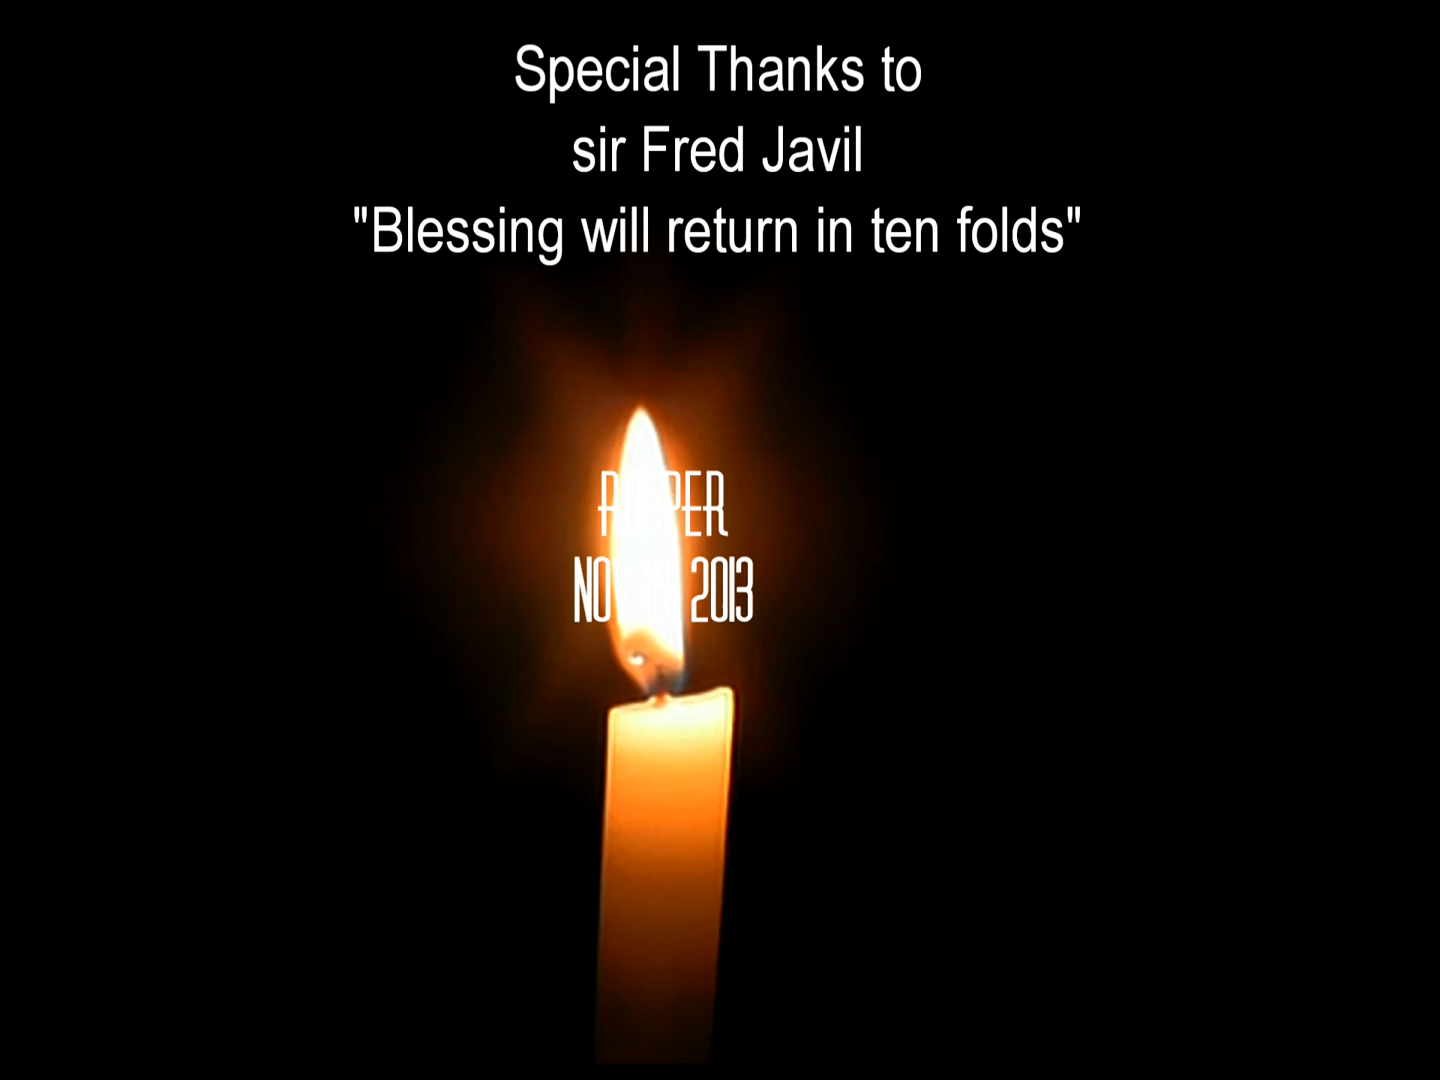 Special Thanks to
sir Fred Javil
"Blessing will return in ten folds"
2013